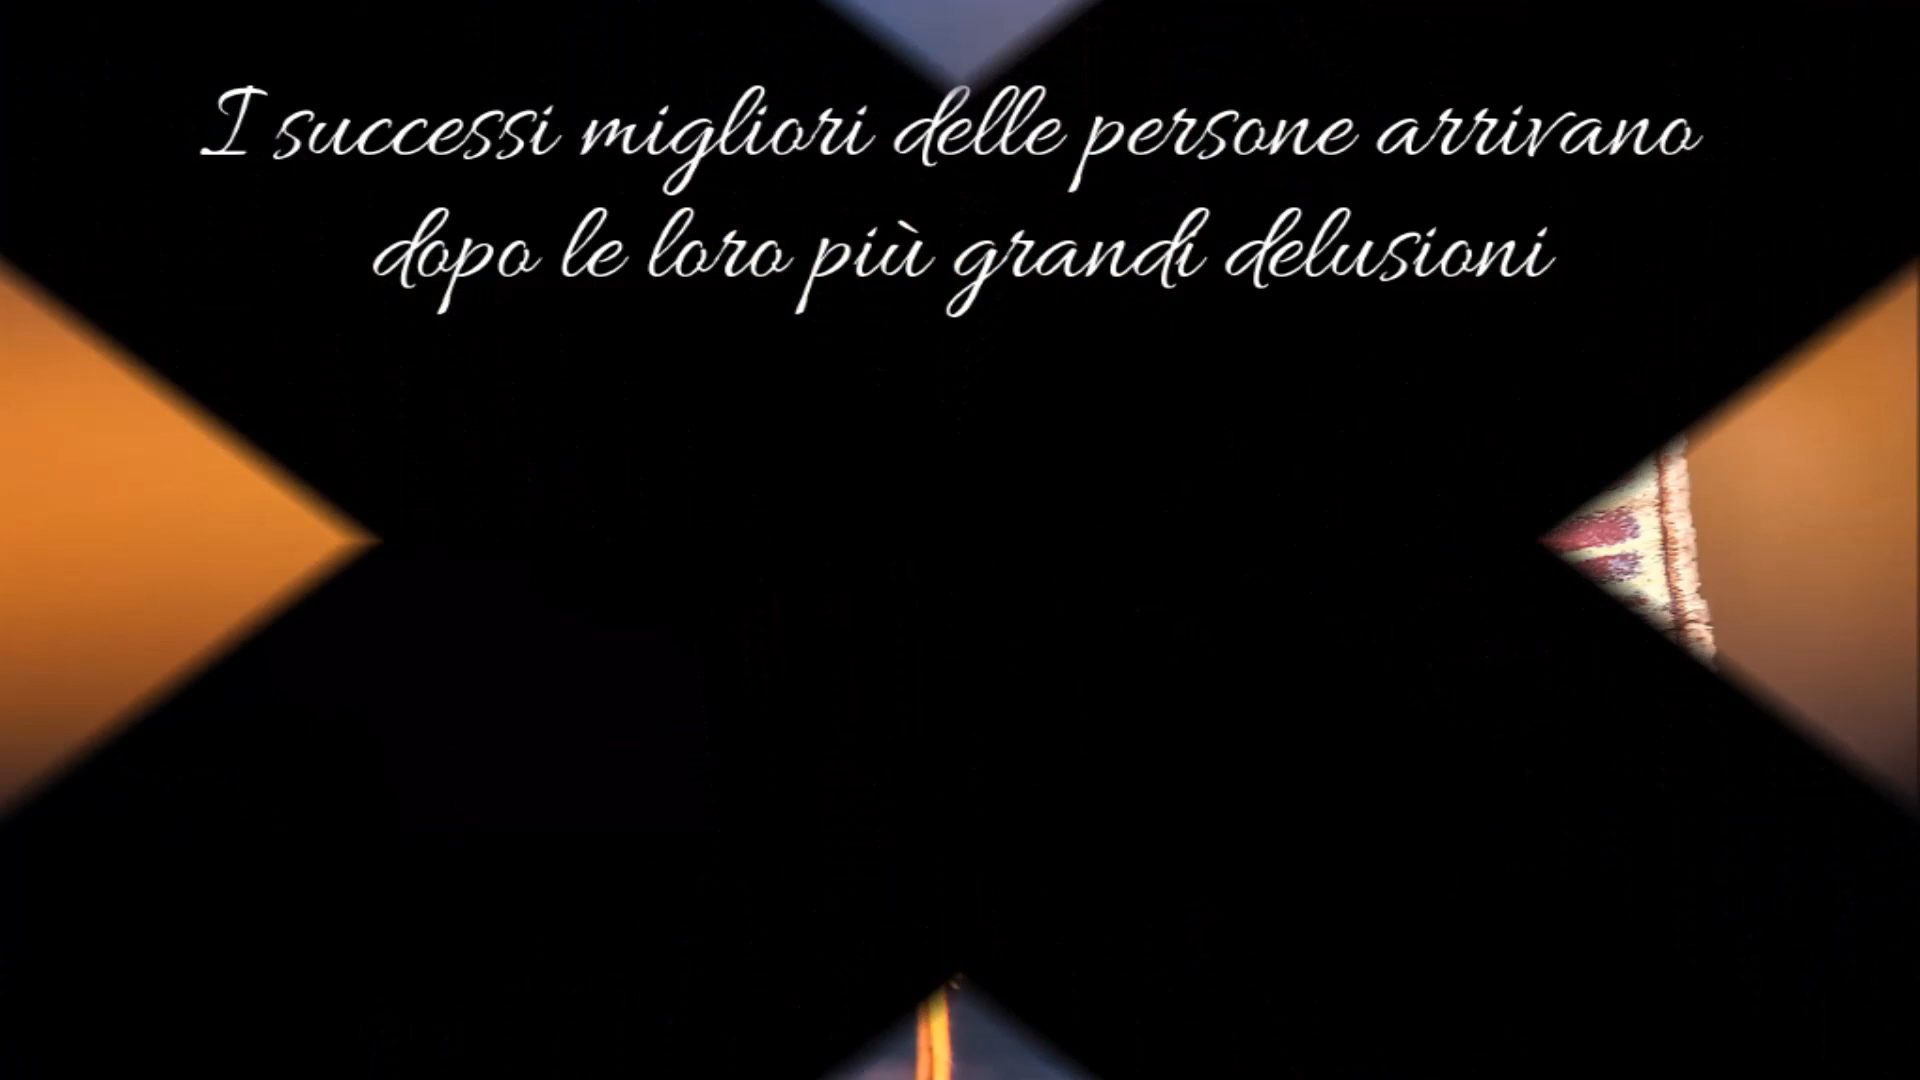 I successi migliori delle persone arrivano
dopo le loro più grandi delusioni